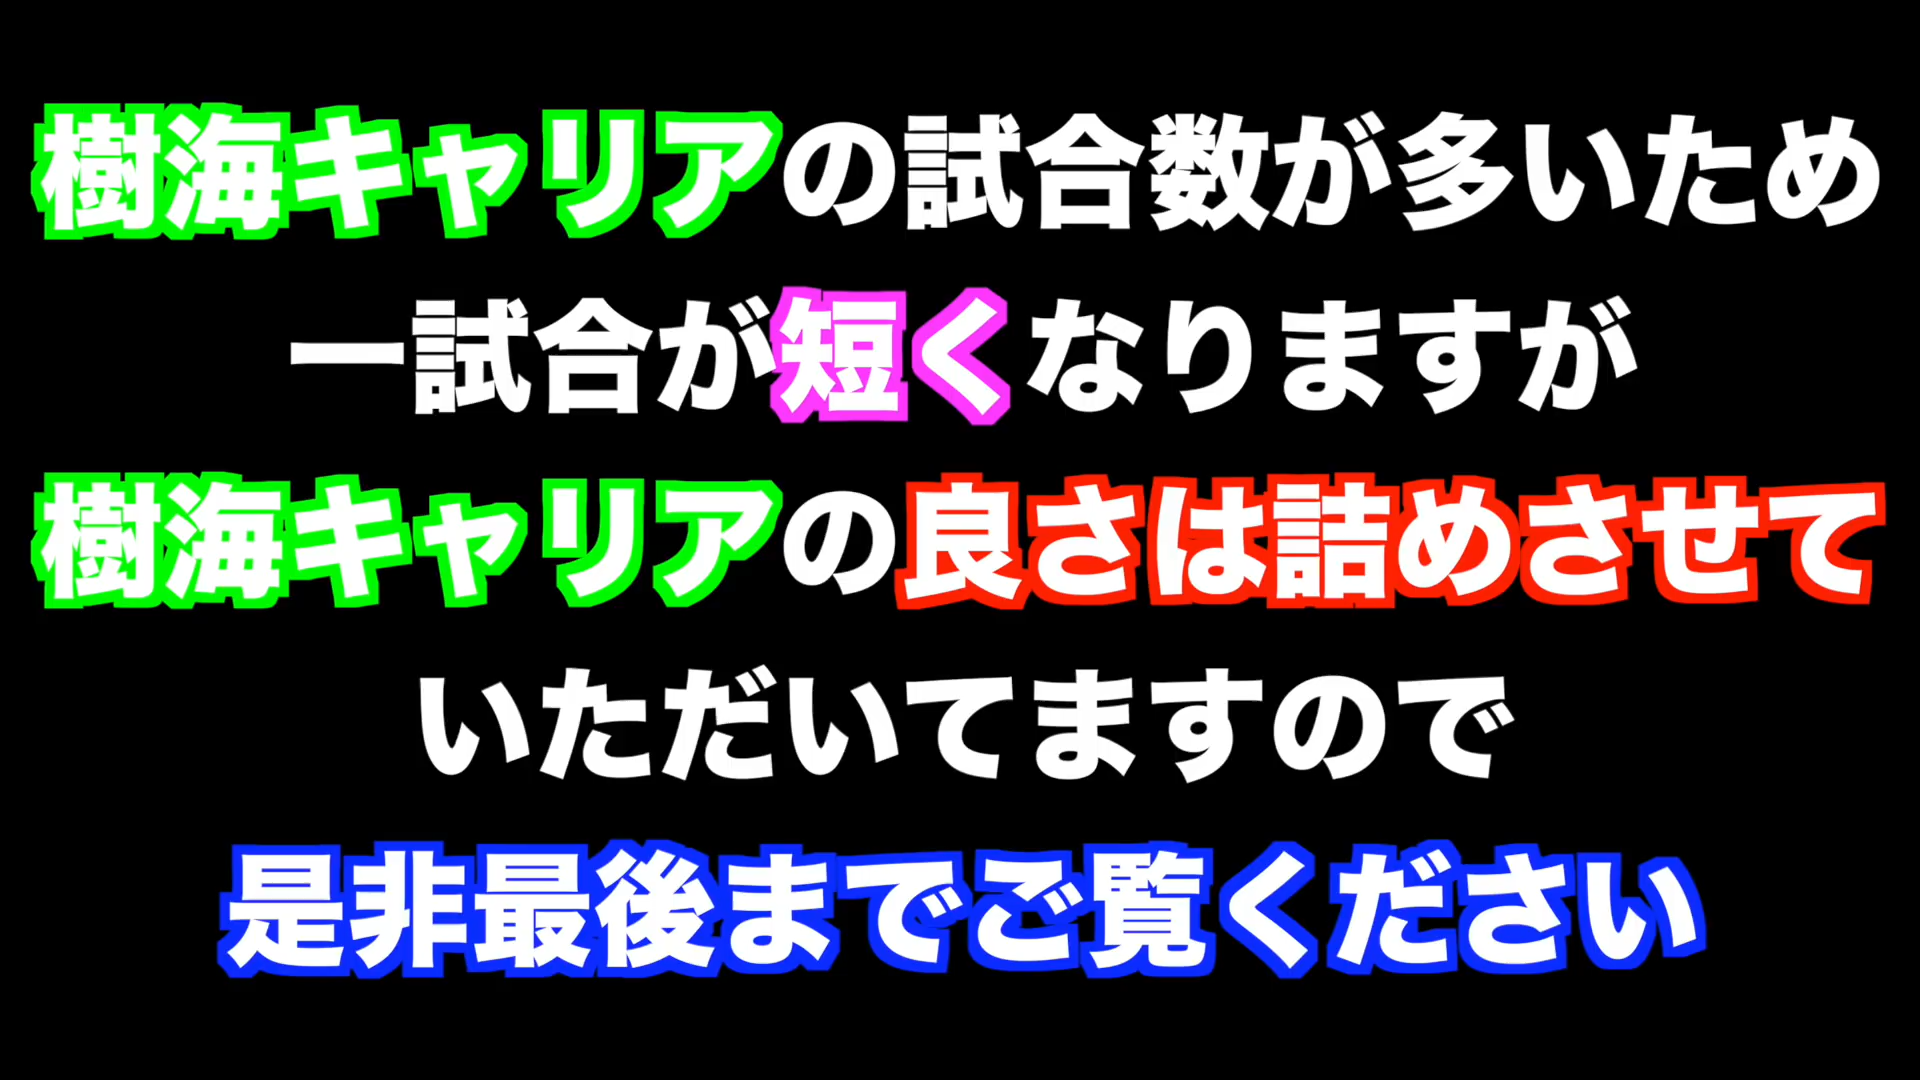 樹海キャリアの試合数が多いため
一試合が短くなりますが
樹海キャリアの良さは詰めさせて
いただいてますので
是非最後までご覧ください